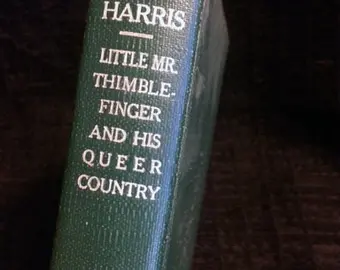 HARRIS
LITTLE MR.
THIMBLE-
FINGER
AND HIS
QUEER
COUNTRY